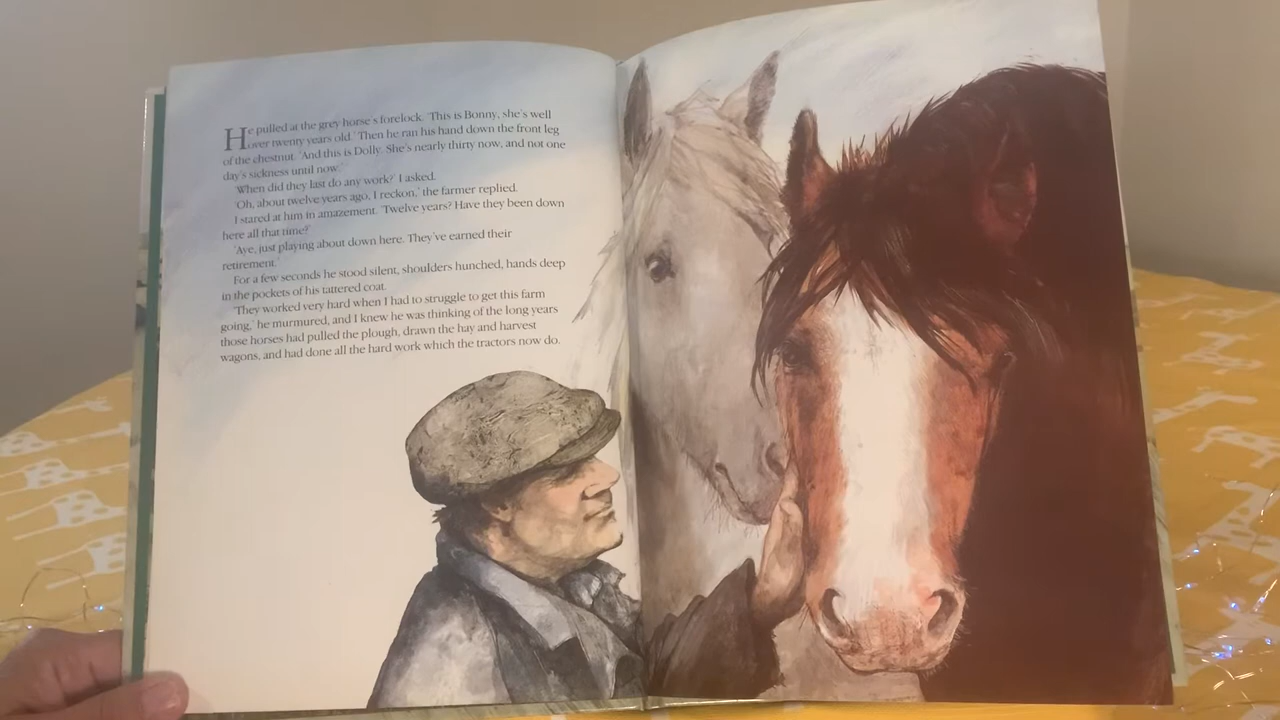 He pulled at the grey horse's forelock. 'This is Bonny, she's well
over twenty years old.' Then he ran his hand down the front leg
of the chestnut. 'And this is Dolly. She's nearly thirty now, and not one
day's sickness until now.'
'When did they last do any work?' I asked.
'Oh, about twelve years ago, I reckon,' the farmer replied.
I stared at him in amazement. 'Twelve years? Have they been down
here all that time?'
'Aye, just playing about down here. They've earned their
retirement.'
For a few seconds he stood silent, shoulders hunched, hands deep
in the pockets of his tattered coat.
'They worked very hard when I had to struggle to get this farm
going,' he murmured, and I knew he was thinking of the long years
those horses had pulled the plough, drawn the hay and harvest
wagons, and had done all the hard work which the tractors now do.